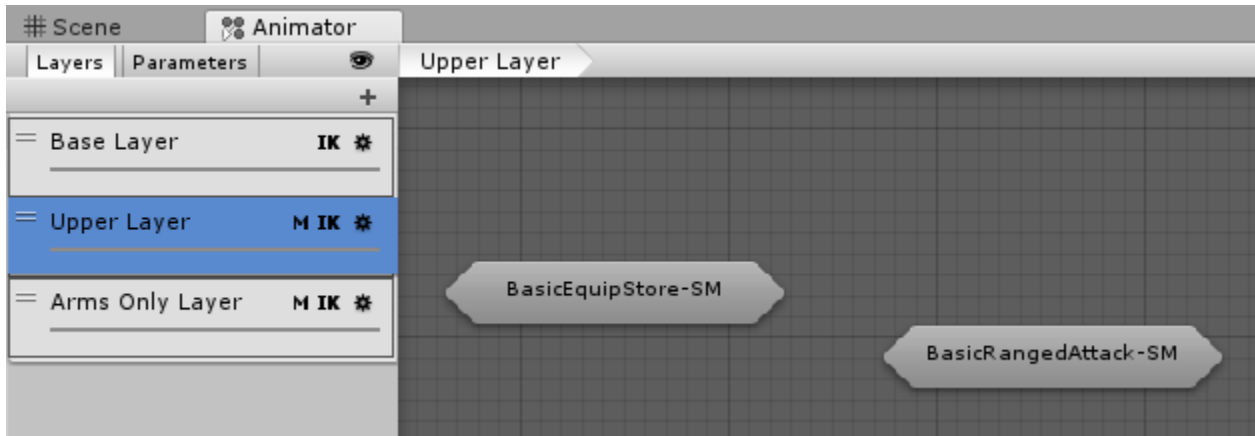 Scene
Animator
Layers
Parameters
Upper Layer
+
Base Layer IK
Upper Layer M IK
Arms Only Layer M IK
BasicEquipStore-SM
BasicRangedAttack-SM